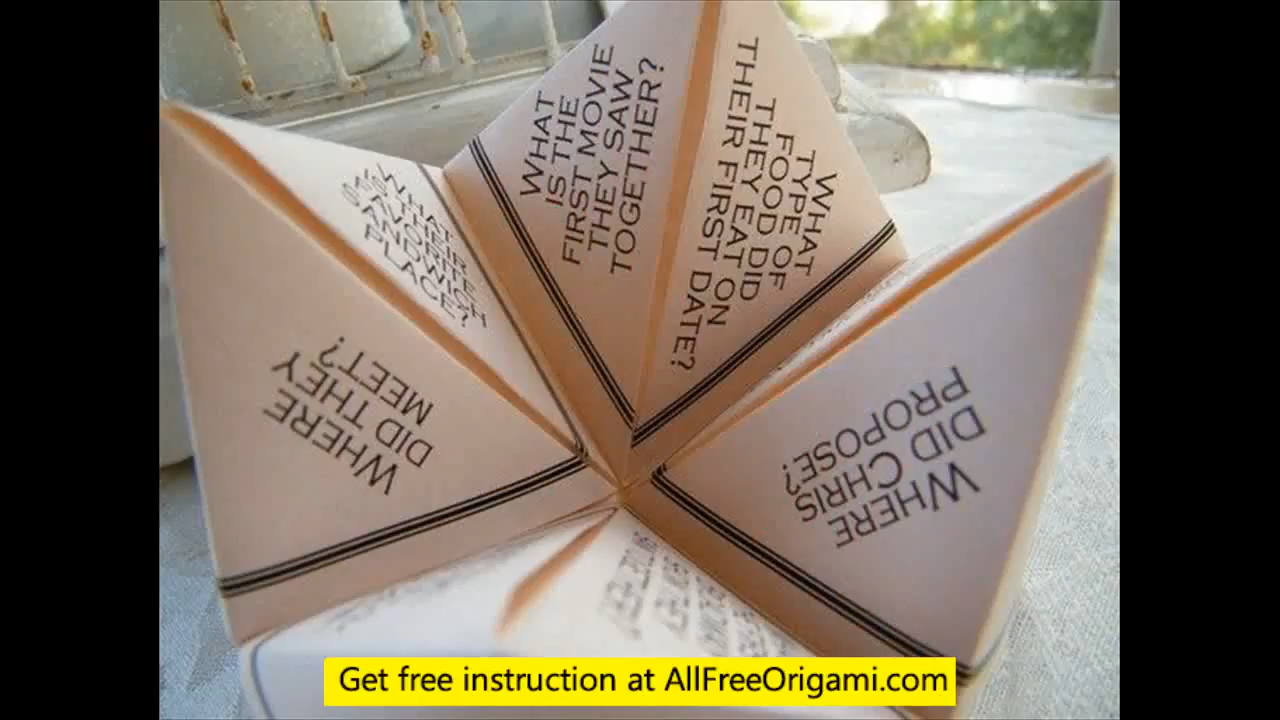 WHAT
IS THE
FIRST MOVIE
THEY SAW
TOGETHER?
WHAT
TYPE OF
FOOD DID
THEY EAT ON
THEIR FIRST DATE?
WHAT
IS THEIR
FAVORITE
SANDWICH
PLACE?
WHERE
DID THEY
MEET?
WHERE
DID CHRIS
PROPOSE?
Get free instruction at AllFreeOrigami.com